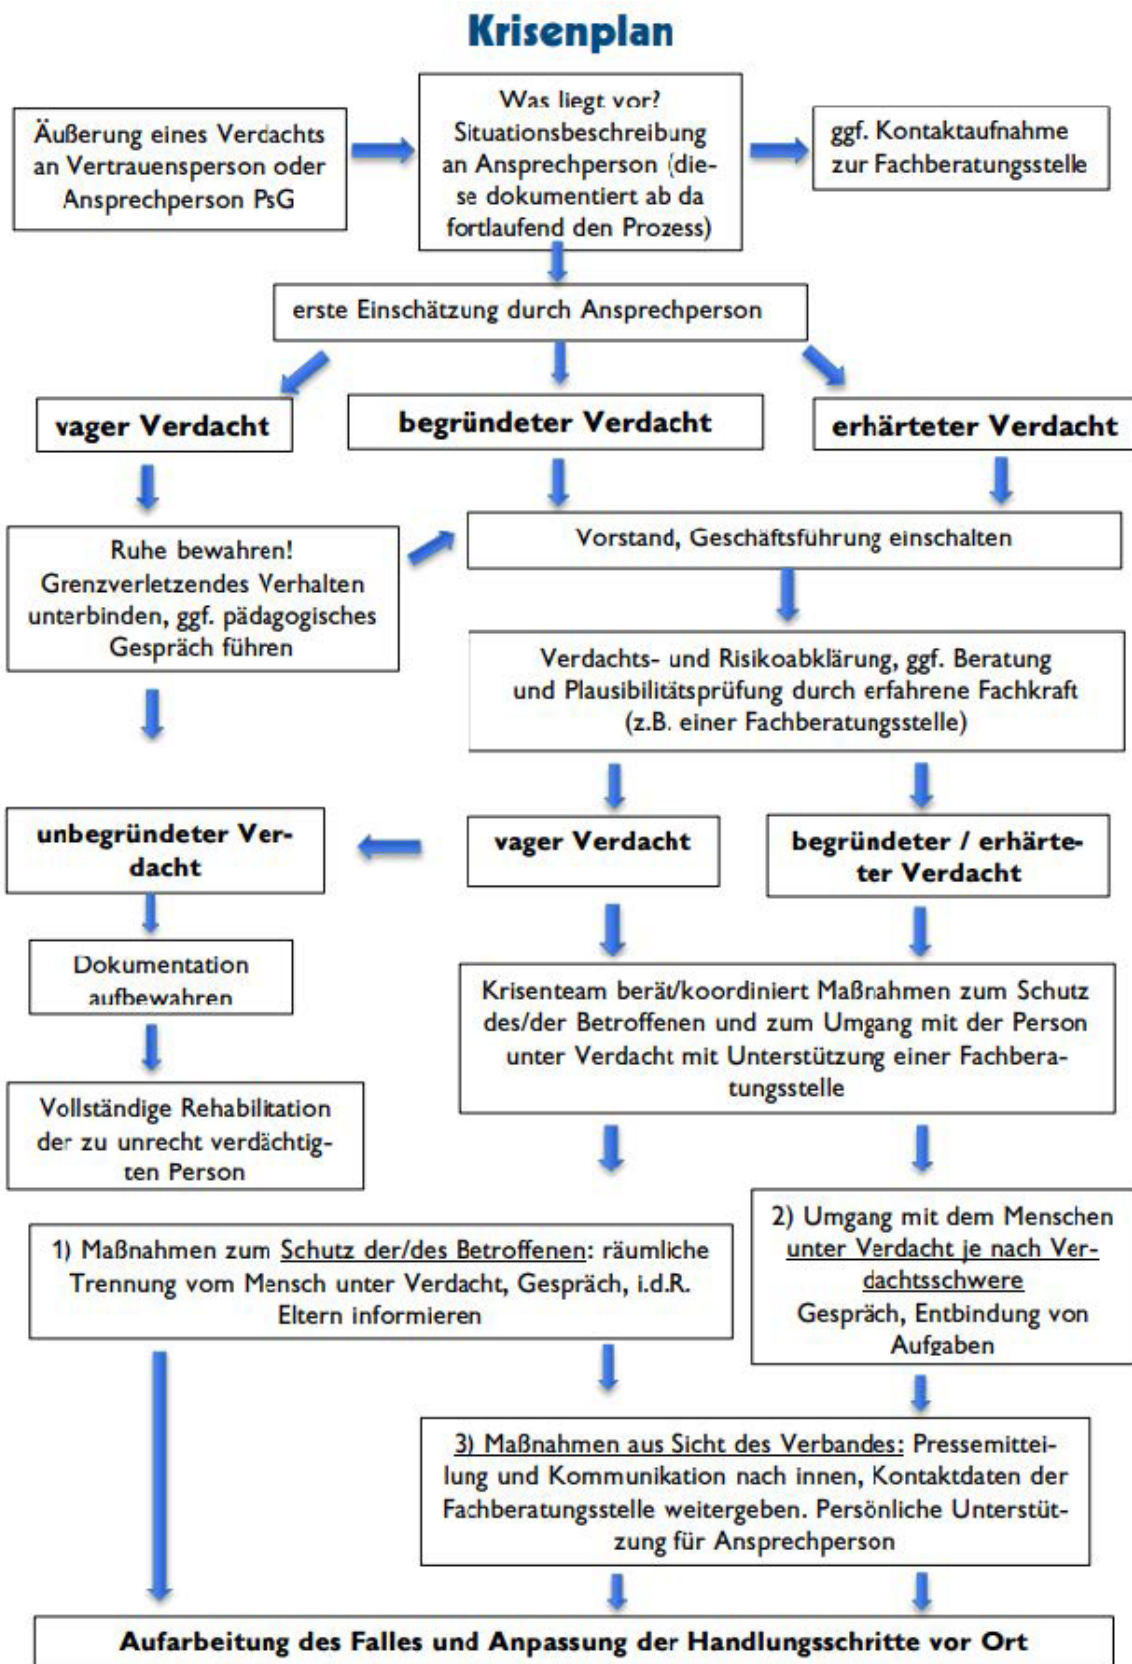 Krisenplan
Äußerung eines Verdachts
an Vertrauensperson oder
Ansprechperson PsG
Was liegt vor?
Situationsbeschreibung
an Ansprechperson (die-
se dokumentiert ab da
fortlaufend den Prozess)
ggf. Kontaktaufnahme
zur Fachberatungsstelle
erste Einschätzung durch Ansprechperson
vager Verdacht
begründeter Verdacht
erhärteter Verdacht
Ruhe bewahren!
Grenzverletzendes Verhalten
unterbinden, ggf. pädagogisches
Gespräch führen
Vorstand, Geschäftsführung einschalten
Verdachts- und Risikoabklärung, ggf. Beratung
und Plausibilitätsprüfung durch erfahrene Fachkraft
(z.B. einer Fachberatungsstelle)
unbegründeter Ver-
dacht
vager Verdacht
begründeter / erhärte-
ter Verdacht
Dokumentation
aufbewahren
Krisenteam berät/koordiniert Maßnahmen zum Schutz
des/der Betroffenen und zum Umgang mit der Person
unter Verdacht mit Unterstützung einer Fachbera-
tungsstelle
Vollständige Rehabilitation
der zu unrecht verdächtig-
ten Person
1) Maßnahmen zum Schutz der/des Betroffenen: räumliche
Trennung vom Mensch unter Verdacht, Gespräch, i.d.R.
Eltern informieren
2) Umgang mit dem Menschen
unter Verdacht je nach Ver-
dachtsschwere
Gespräch, Entbindung von
Aufgaben
3) Maßnahmen aus Sicht des Verbandes: Pressemittei-
lung und Kommunikation nach innen, Kontaktdaten der
Fachberatungsstelle weitergeben. Persönliche Unterstüt-
zung für Ansprechperson
Aufarbeitung des Falles und Anpassung der Handlungsschritte vor Ort